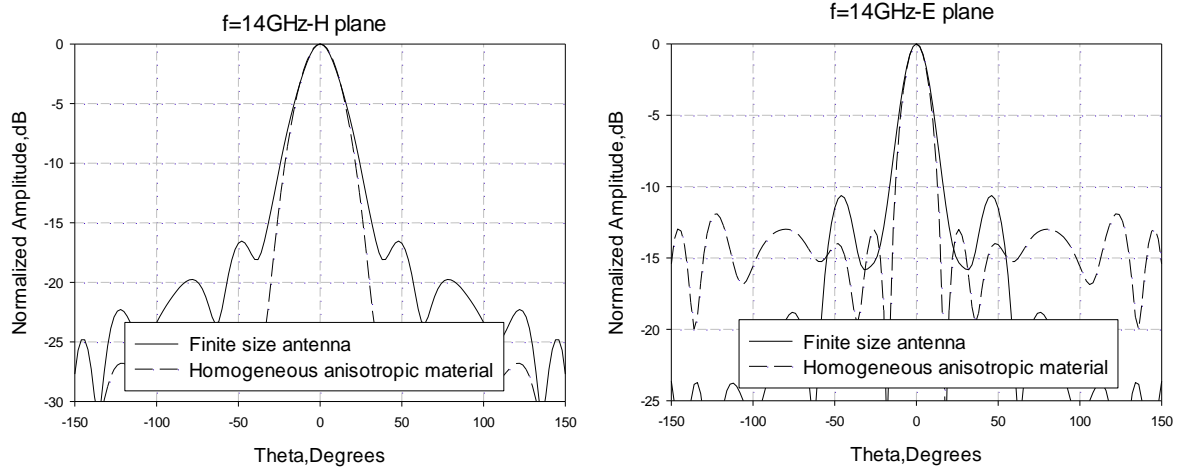 f=14GHz-H plane
Normalized Amplitude,dB
0
-5
-10
-15
-20
-25
-30
-150 -100 -50 0 50 100 150
Theta,Degrees
Finite size antenna
Homogeneous anisotropic material
f=14GHz-E plane
Normalized Amplitude,dB
0
-5
-10
-15
-20
-25
-150 -100 -50 0 50 100 150
Theta,Degrees
Finite size antenna
Homogeneous anisotropic material